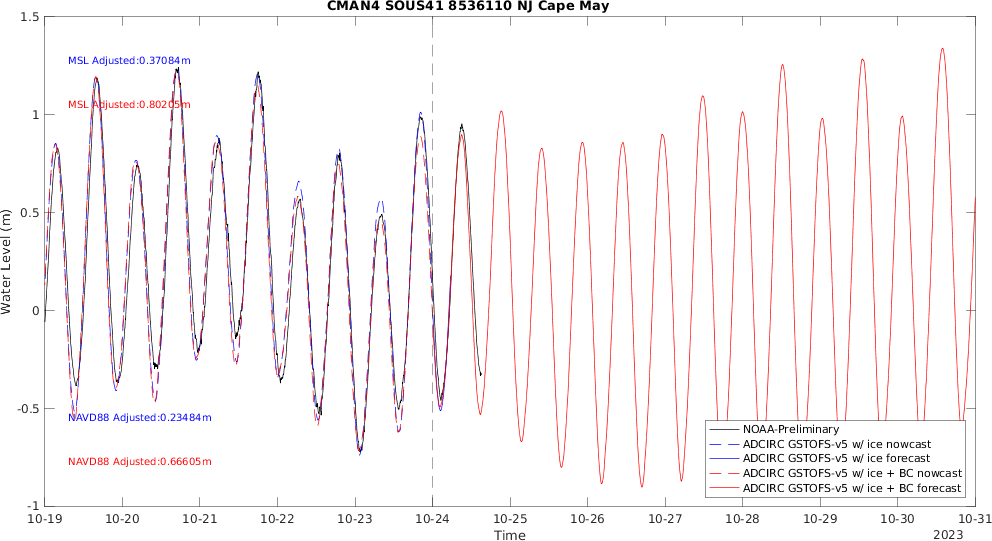 CMAN4 SOUS41 8536110 NJ Cape May
1.5
1
0.5
0
-0.5
-1
Water Level (m)
MSL Adjusted:0.37084m
MSL Adjusted:0.80205m
NAVD88 Adjusted:0.23484m
NAVD88 Adjusted:0.66605m
NOAA-Preliminary
ADCIRC GSTOFS-v5 w/ ice nowcast
ADCIRC GSTOFS-v5 w/ ice forecast
ADCIRC GSTOFS-v5 w/ ice + BC nowcast
ADCIRC GSTOFS-v5 w/ ice + BC forecast
10-19 10-20 10-21 10-22 10-23 10-24 10-25 10-26 10-27 10-28 10-29 10-30 10-31
Time
2023